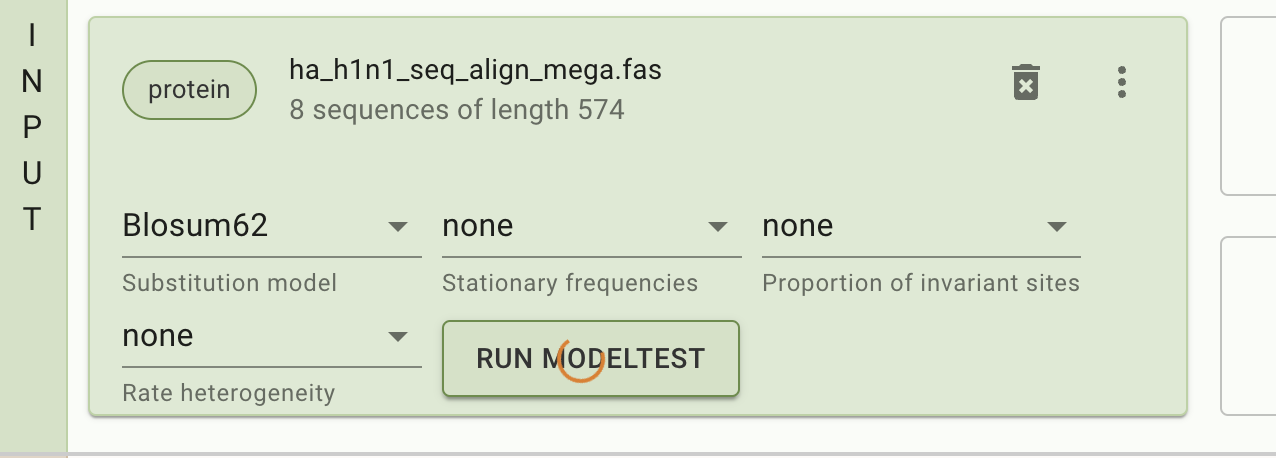 INPUT
protein
ha_h1n1_seq_align_mega.fas
8 sequences of length 574
Blosum62
none
none
Substitution model
Stationary frequencies
Proportion of invariant sites
none
RUN MODELTEST
Rate heterogeneity